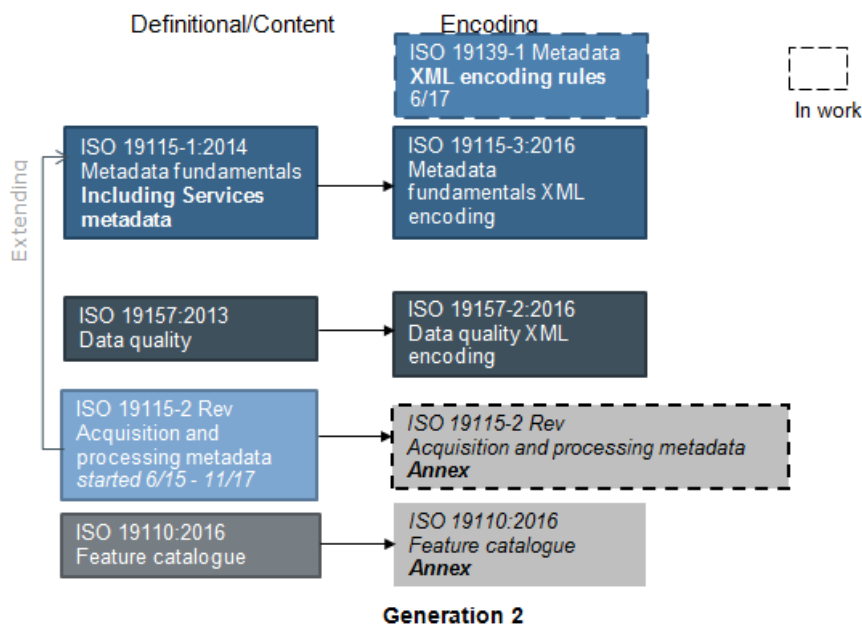 Definitional/Content
Encoding
ISO 19139-1 Metadata
XML encoding rules
6/17
In work
Extending
ISO 19115-1:2014
Metadata fundamentals
Including Services
metadata
ISO 19115-3:2016
Metadata
fundamentals XML
encoding
ISO 19157:2013
Data quality
ISO 19157-2:2016
Data quality XML
encoding
ISO 19115-2 Rev
Acquisition and
processing metadata
started 6/15 - 11/17
ISO 19115-2 Rev
Acquisition and processing metadata
Annex
ISO 19110:2016
Feature catalogue
ISO 19110:2016
Feature catalogue
Annex
Generation 2